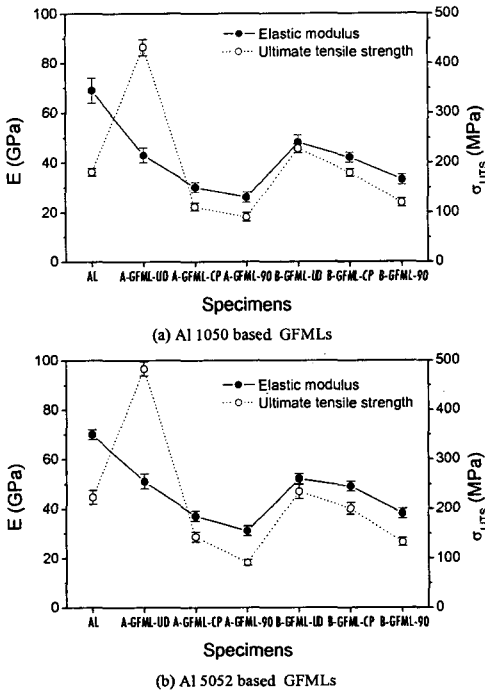 100
80
60
40
20
0
E (GPa)
Elastic modulus
Ultimate tensile strength
500
400
300
200
100
0
σUTS (MPa)
AL A-GFML-UD A-GFML-CP A-GFML-90 B-GFML-UD B-GFML-CP B-GFML-90
Specimens
(a) Al 1050 based GFMLs
100
80
60
40
20
0
E (GPa)
Elastic modulus
Ultimate tensile strength
500
400
300
200
100
0
σUTS (MPa)
AL A-GFML-UD A-GFML-CP A-GFML-90 B-GFML-UD B-GFML-CP B-GFML-90
Specimens
(b) Al 5052 based GFMLs